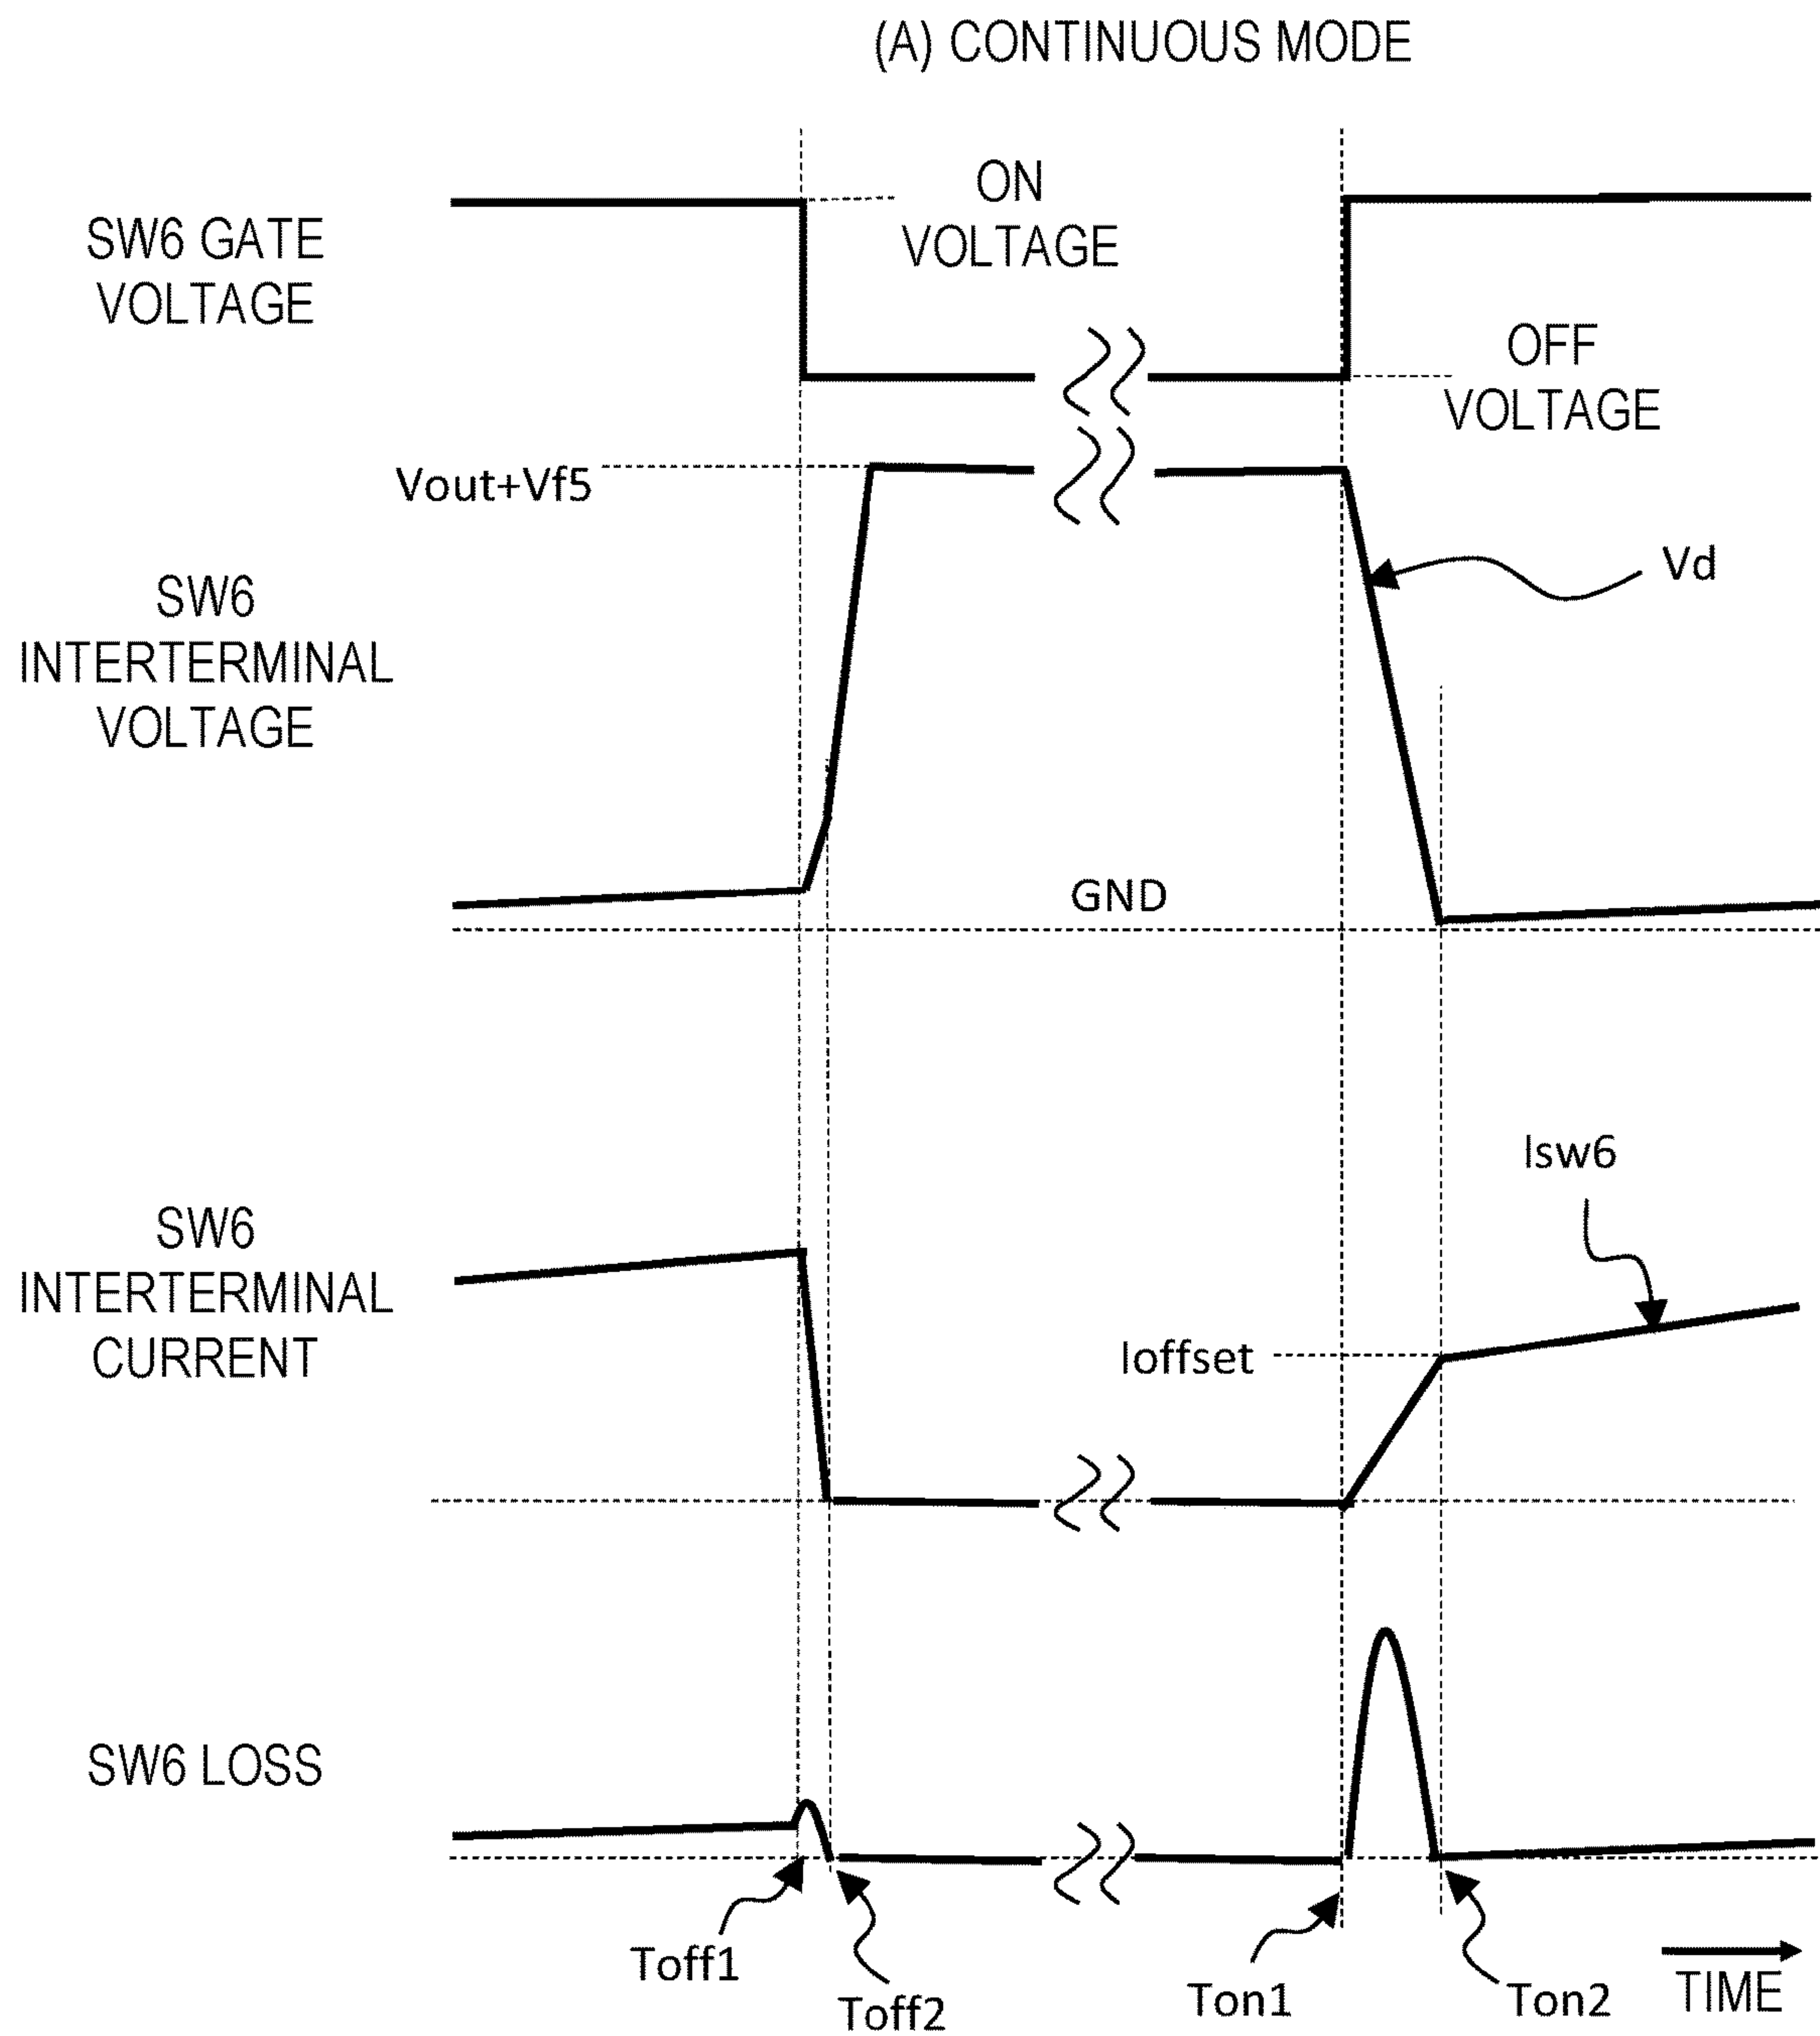 (A) CONTINUOUS MODE
SW6 GATE
VOLTAGE
ON
VOLTAGE
OFF
VOLTAGE
Vout+Vf5
Vd
SW6
INTERTERMINAL
VOLTAGE
GND
Isw6
SW6
INTERTERMINAL
CURRENT
Ioffset
SW6 LOSS
Toff1
Toff2
Ton1
Ton2
TIME